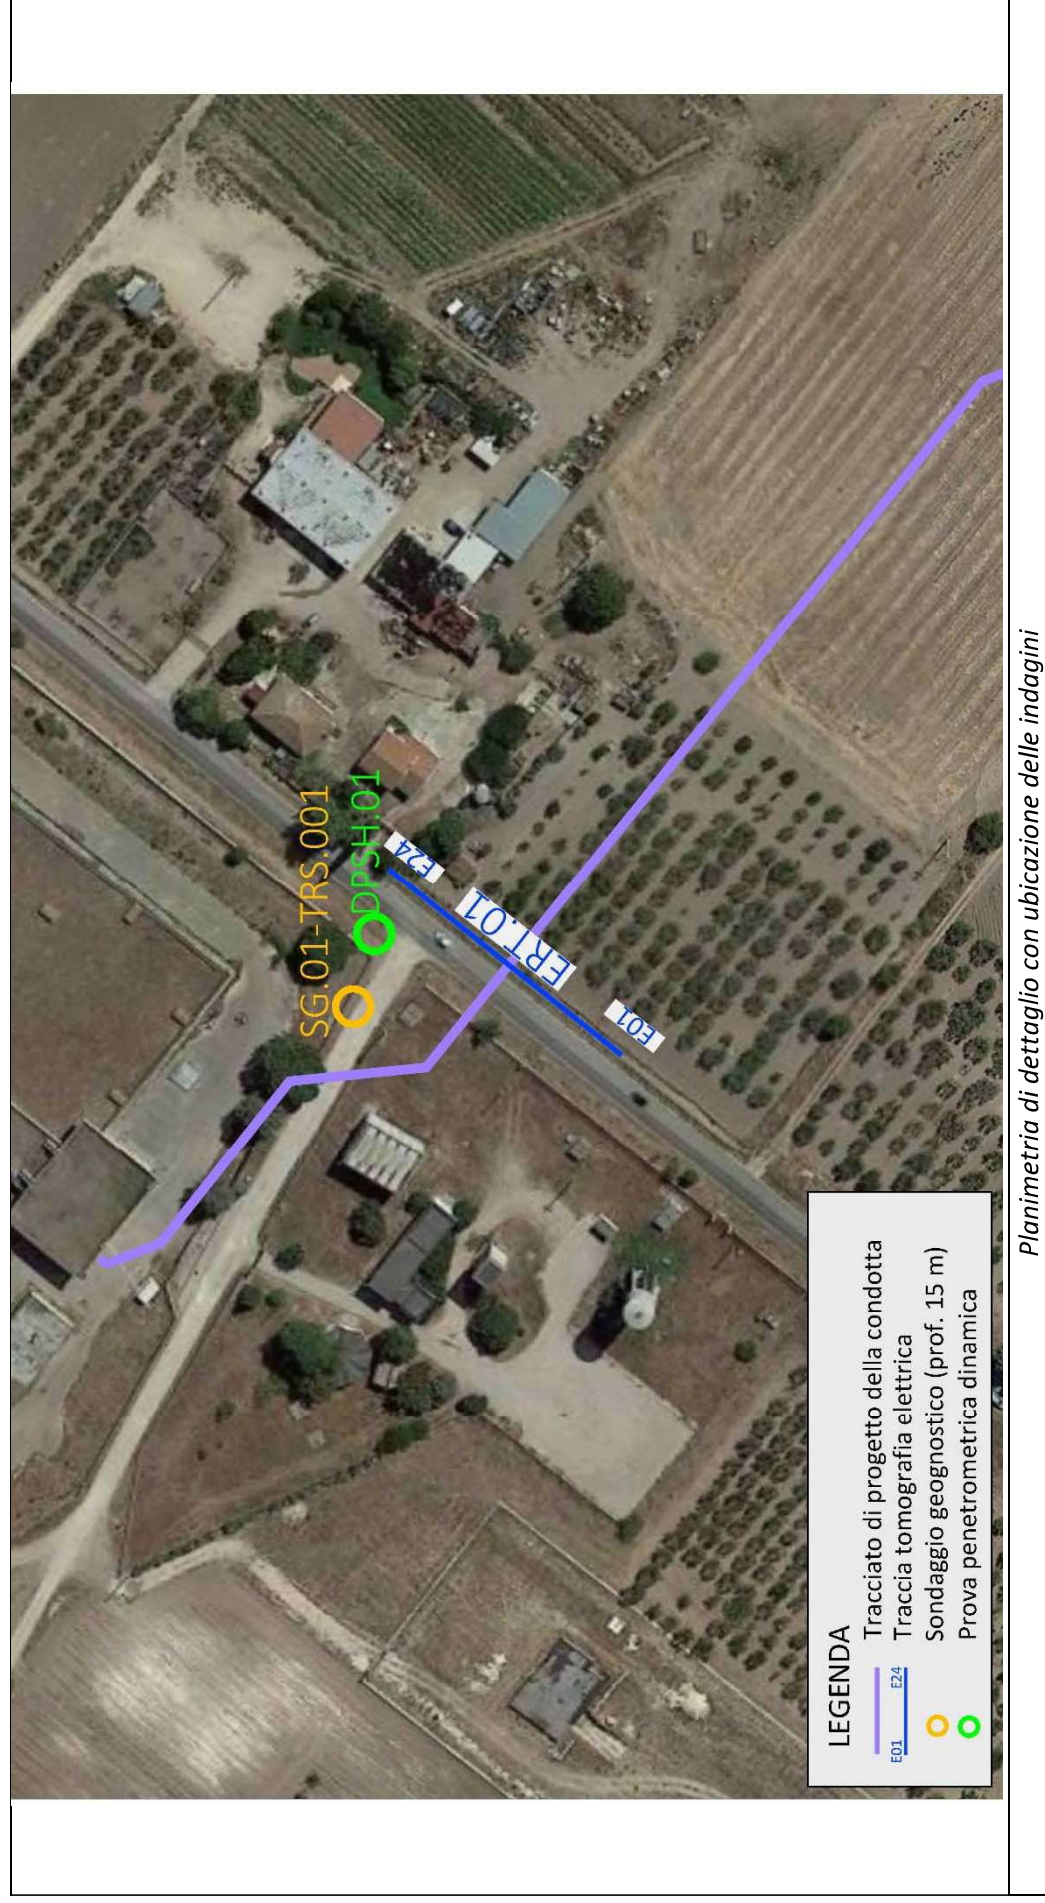 SG.01-TRS.001
DPSH.01
E24
ERT.01
E01
LEGENDA
Tracciato di progetto della condotta
E01 E24 Traccia tomografia elettrica
Sondaggio geognostico (prof. 15 m)
Prova penetrometrica dinamica
Planimetria di dettaglio con ubicazione delle indagini